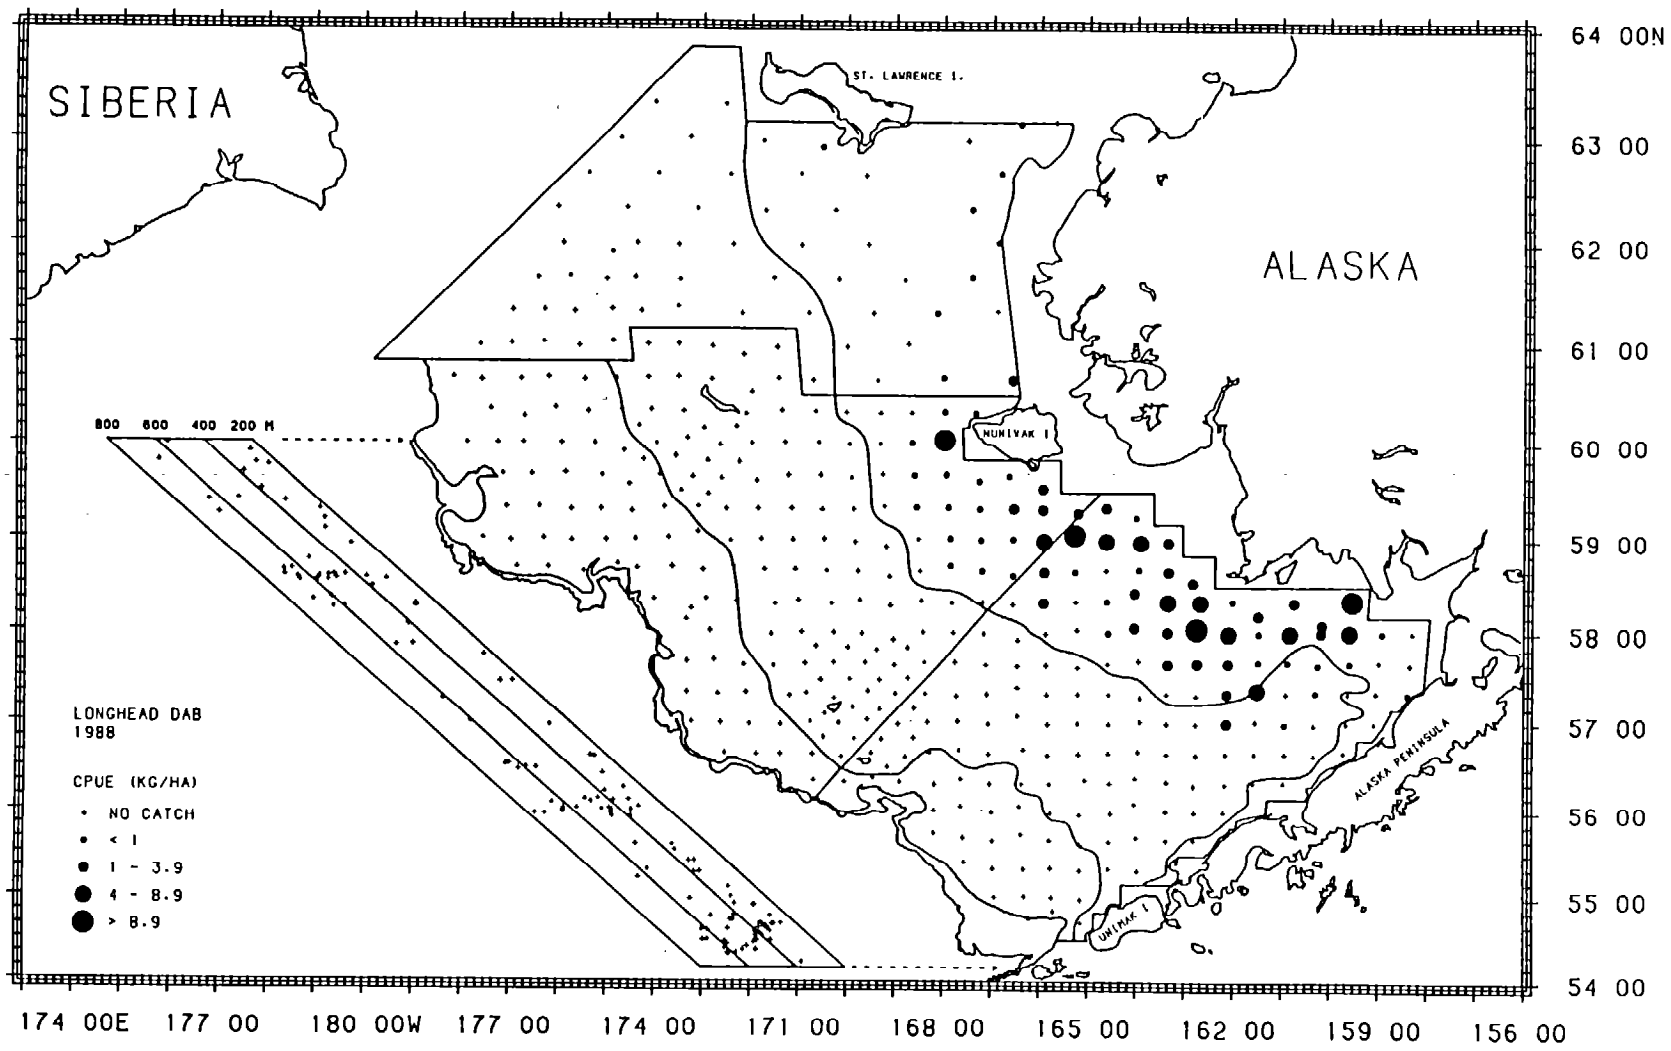 64 00N
ST. LAWRENCE I.
SIBERIA
63 00
62 00
ALASKA
61 00
800 600 400 200 M
NUNIVAK I
60 00
59 00
58 00
LONGHEAD DAB
1988
57 00
ALASKA PENINSULA
CPUE (KG/HA)
NO CATCH
< 1
1 - 3.9
4 - 8.9
> 8.9
56 00
55 00
UNIMAK I
54 00
174 00E 177 00 180 00W 177 00 174 00 171 00 168 00 165 00 162 00 159 00 156 00